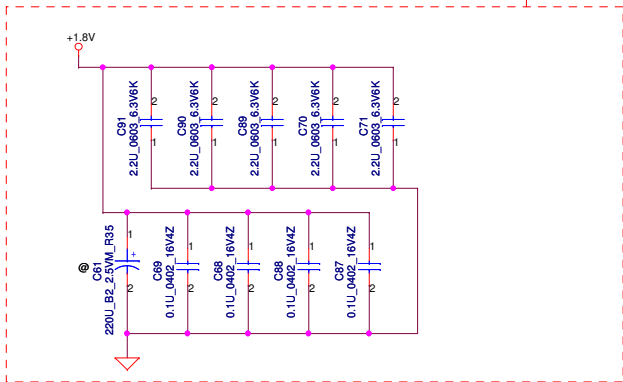 +1.8V
C91
2.2U_0603_6.3V6K
2
1
C90
2.2U_0603_6.3V6K
2
1
C89
2.2U_0603_6.3V6K
2
1
C70
2.2U_0603_6.3V6K
2
1
C71
2.2U_0603_6.3V6K
2
1
@
C61
220U_B2_2.5VM_R35
1
+
2
C69
0.1U_0402_16V4Z
1
2
C68
0.1U_0402_16V4Z
1
2
C88
0.1U_0402_16V4Z
1
2
C87
0.1U_0402_16V4Z
1
2